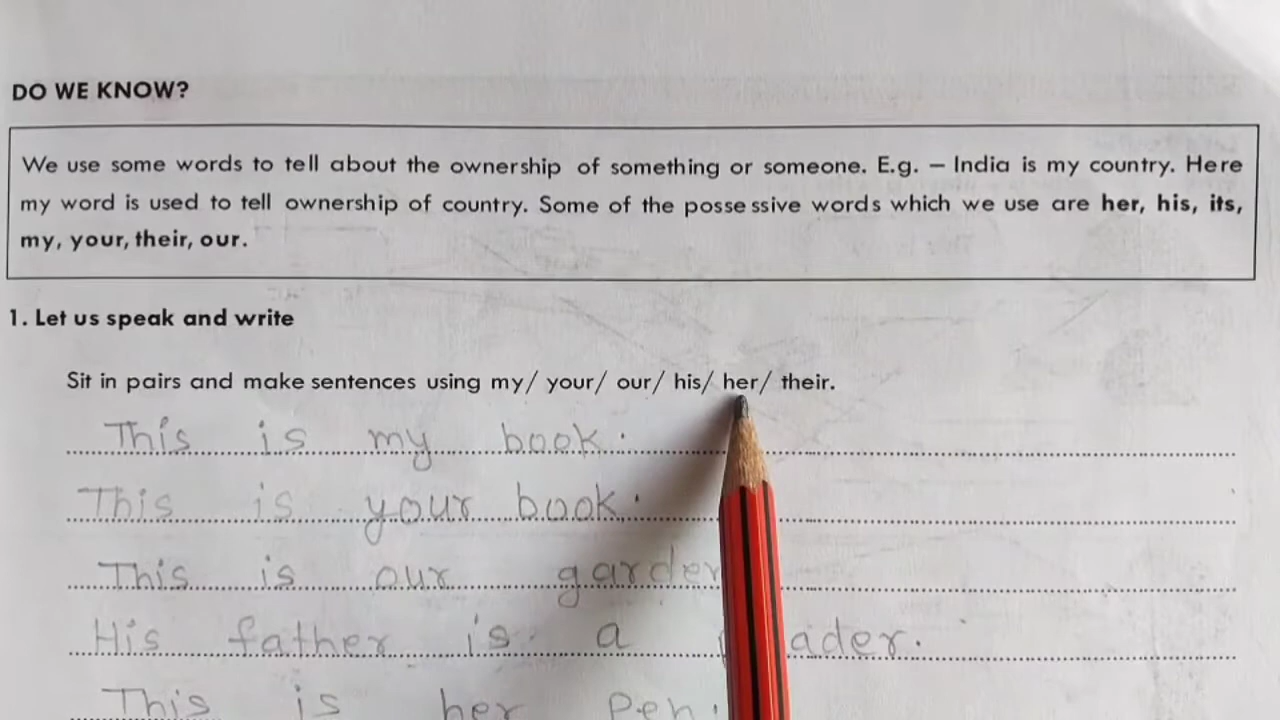 DO WE KNOW?
We use some words to tell about the ownership of something or someone. E.g. – India is my country. Here
my word is used to tell ownership of country. Some of the possessive words which we use are her, his, its,
my, your, their, our.
1. Let us speak and write
Sit in pairs and make sentences using my/ your/ our/ his/ her/ their.
This is my book.
This is your book.
This is our
His father is a
This is her pen.